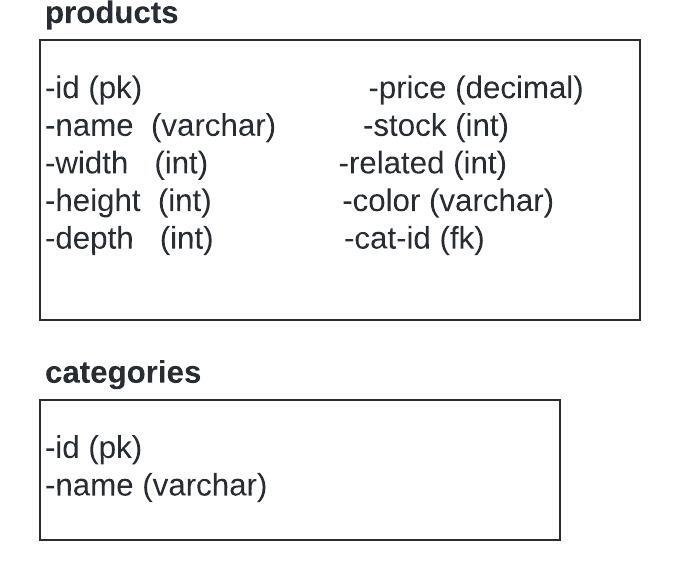 products
-id (pk) -price (decimal)
-name (varchar) -stock (int)
-width (int) -related (int)
-height (int) -color (varchar)
-depth (int) -cat-id (fk)
categories
-id (pk)
-name (varchar)